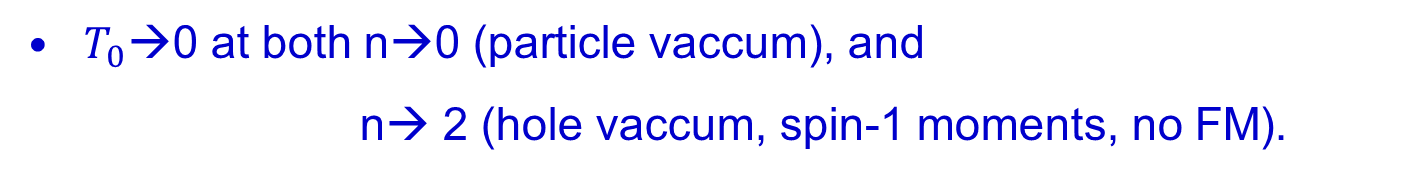 • T₀→0 at both n→0 (particle vaccum), and
n→ 2 (hole vaccum, spin-1 moments, no FM).